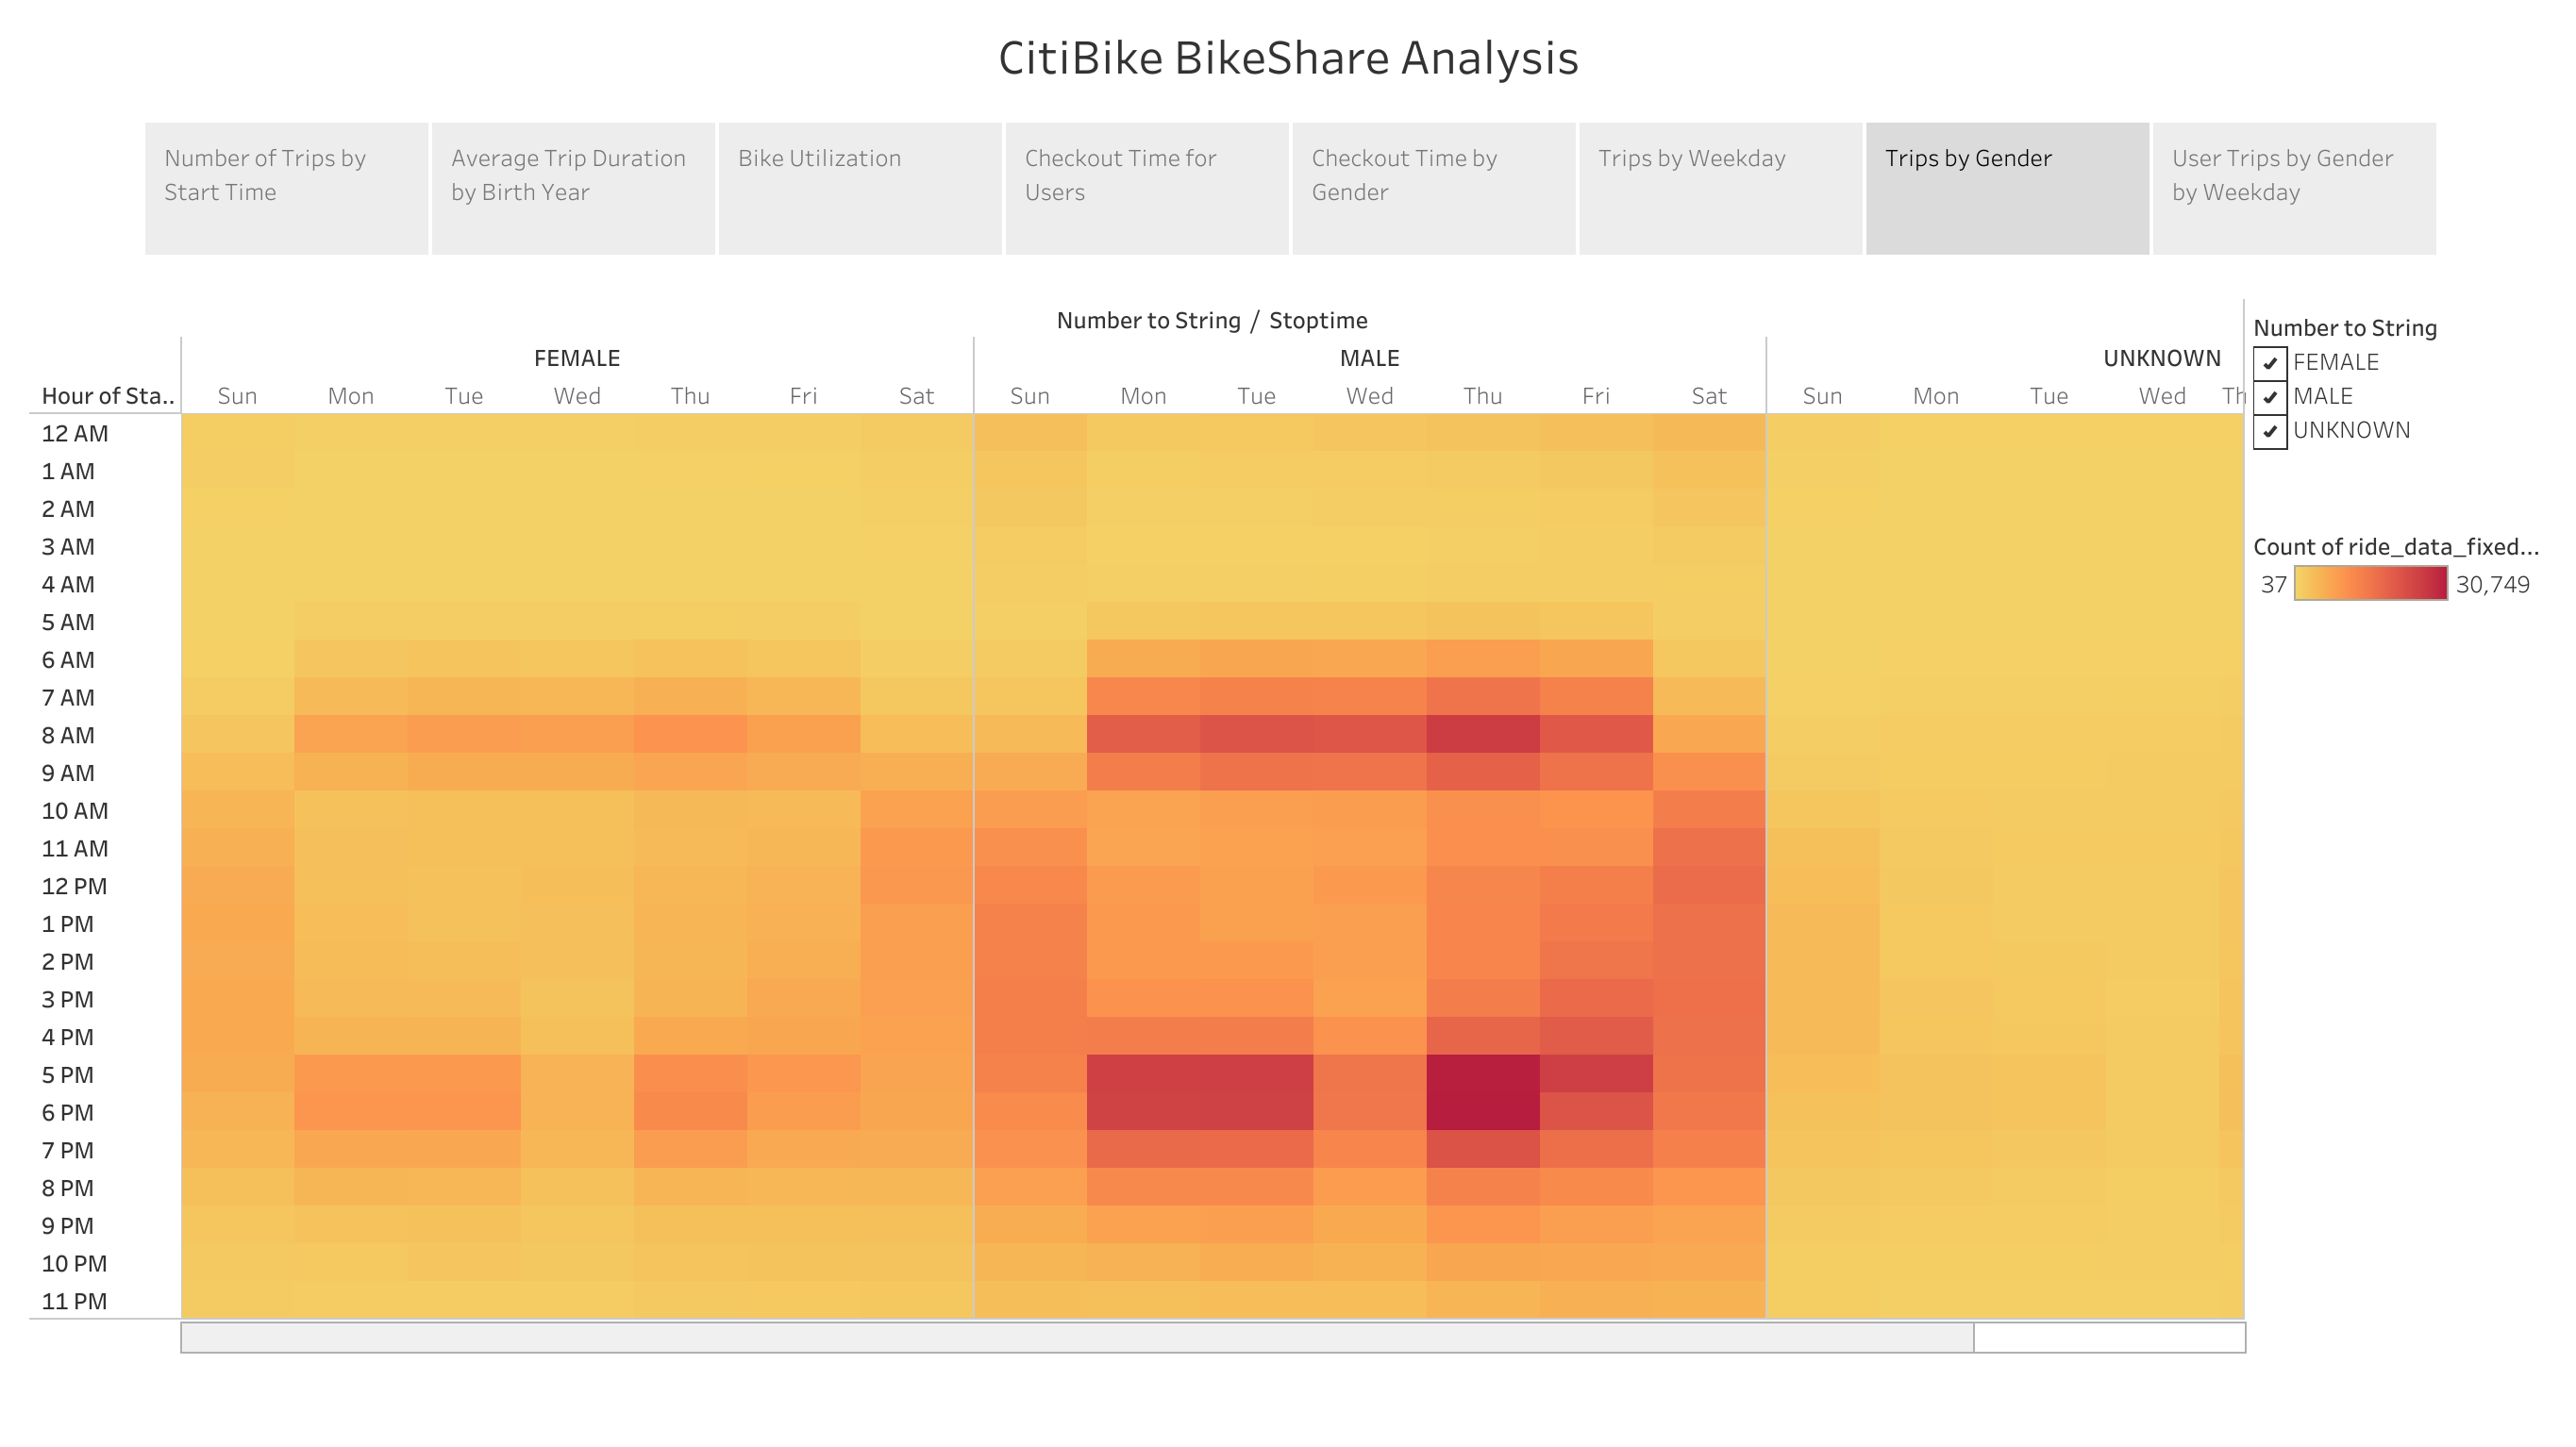 CitiBike BikeShare Analysis
Number of Trips by
Start Time
Average Trip Duration
by Birth Year
Bike Utilization
Checkout Time for
Users
Checkout Time by
Gender
Trips by Weekday
Trips by Gender
User Trips by Gender
by Weekday
Number to String / Stoptime
FEMALE MALE UNKNOWN
Hour of Sta.. Sun Mon Tue Wed Thu Fri Sat Sun Mon Tue Wed Thu Fri Sat Sun Mon Tue Wed Th
12 AM
1 AM
2 AM
3 AM
4 AM
5 AM
6 AM
7 AM
8 AM
9 AM
10 AM
11 AM
12 PM
1 PM
2 PM
3 PM
4 PM
5 PM
6 PM
7 PM
8 PM
9 PM
10 PM
11 PM
Number to String
FEMALE
MALE
UNKNOWN
Count of ride_data_fixed...
37 30,749